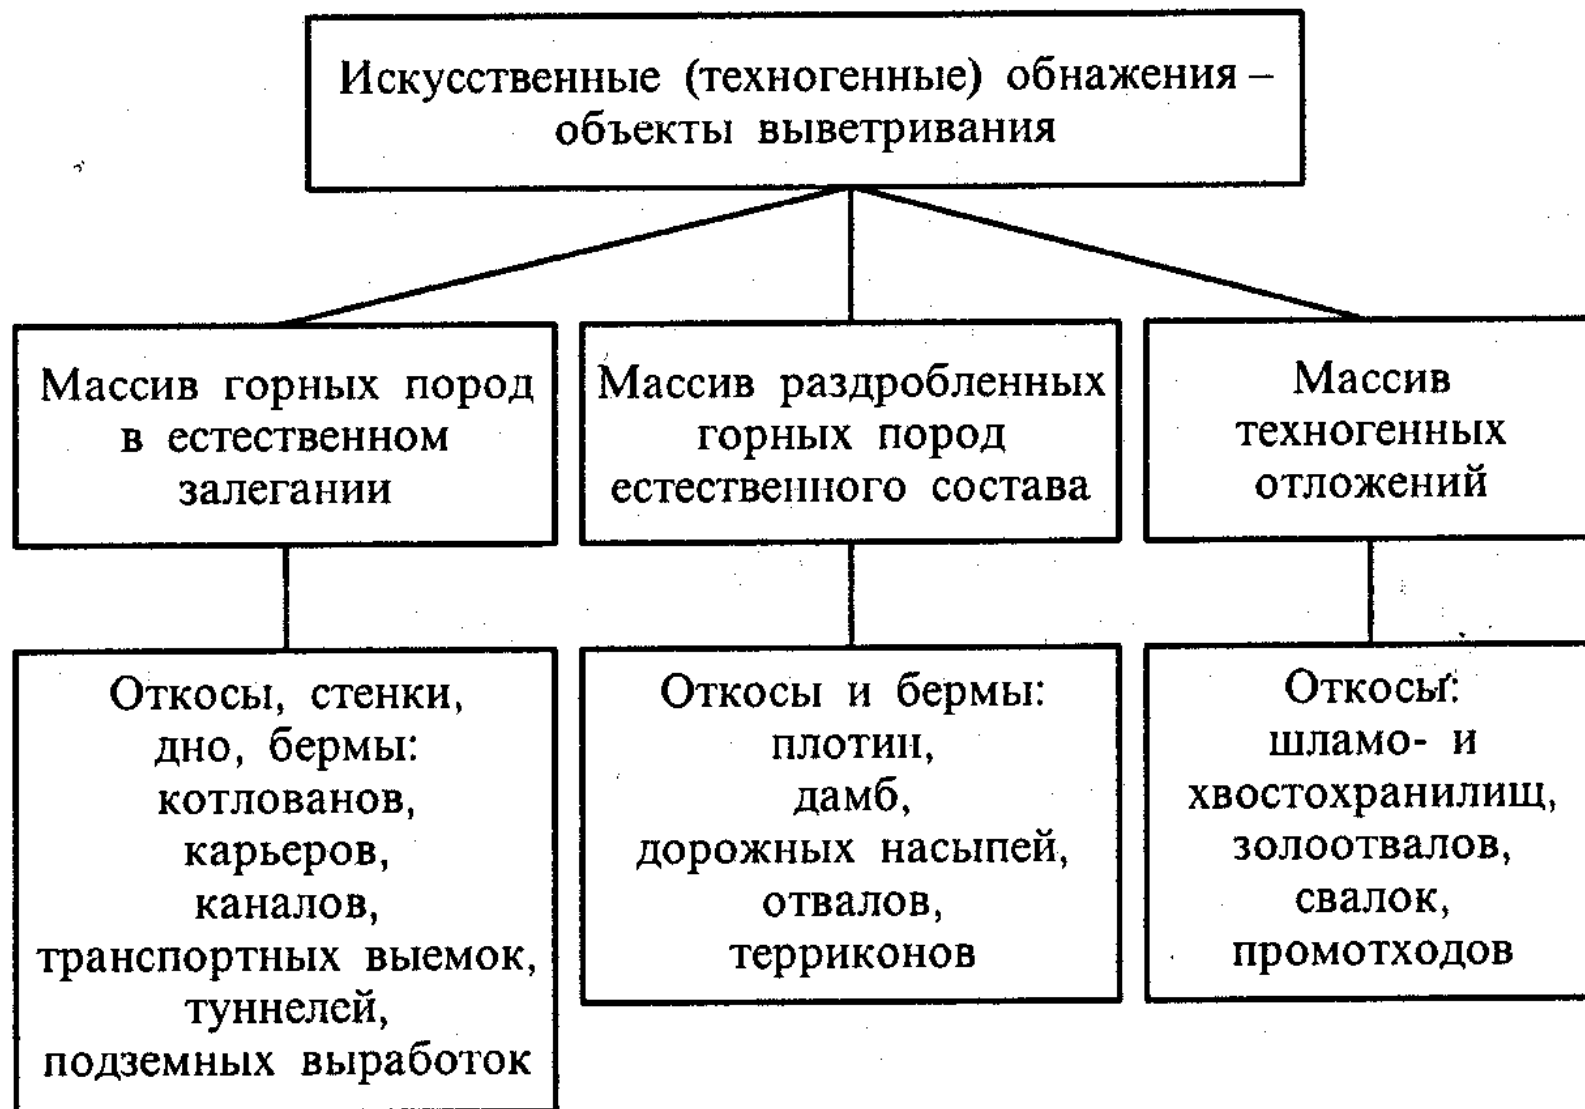 Искусственные (техногенные) обнажения –
объекты выветривания
Массив горных пород
в естественном
залегании
Массив раздробленных
горных пород
естественного состава
Массив
техногенных
отложений
Откосы, стенки,
дно, бермы:
котлованов,
карьеров,
каналов,
транспортных выемок,
туннелей,
подземных выработок
Откосы и бермы:
плотин,
дамб,
дорожных насыпей,
отвалов,
терриконов
Откосы:
шламо- и
хвостохранилищ,
золоотвалов,
свалок,
промотходов